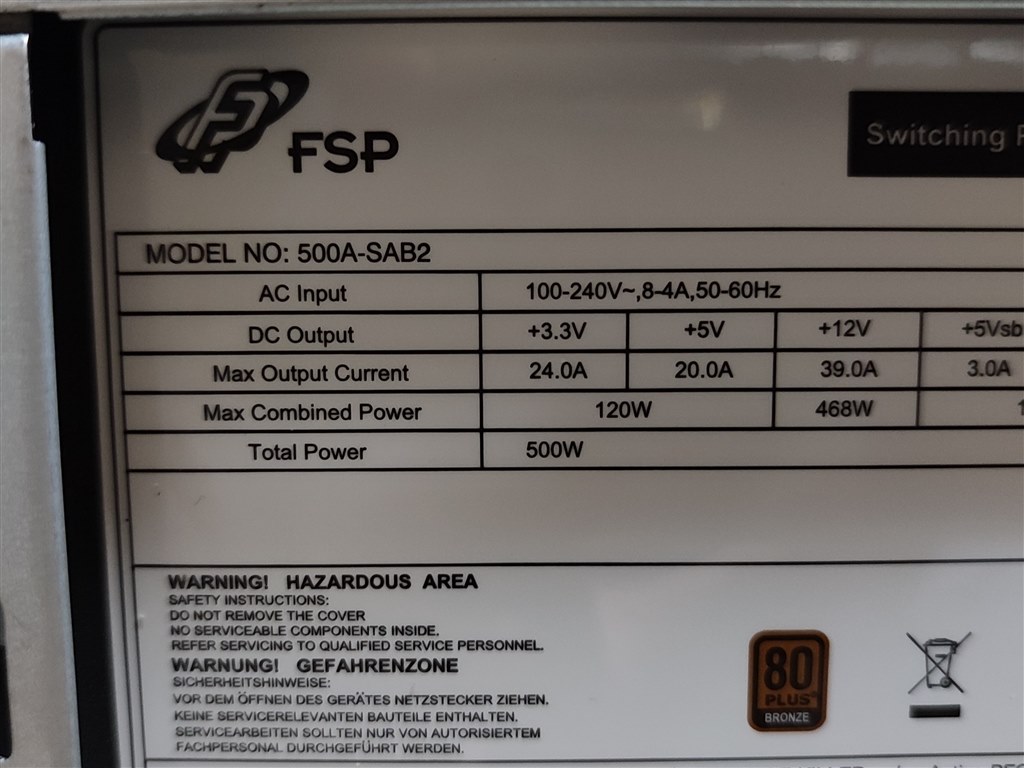 FSP
Switching
MODEL NO: 500A-SAB2
AC Input 100-240V~,8-4A,50-60Hz
DC Output +3.3V +5V +12V +5Vsb
Max Output Current 24.0A 20.0A 39.0A 3.0A
Max Combined Power 120W 468W
Total Power 500W
WARNING! HAZARDOUS AREA
SAFETY INSTRUCTIONS:
DO NOT REMOVE THE COVER
NO SERVICEABLE COMPONENTS INSIDE.
REFER SERVICING TO QUALIFIED SERVICE PERSONNEL.
WARNUNG! GEFAHRENZONE
SICHERHEITSHINWEISE:
VOR DEM ÖFFNEN DES GERÄTES NETZSTECKER ZIEHEN.
KEINE SERVICERELEVANTEN BAUTEILE ENTHALTEN.
SERVICEARBEITEN SOLLTEN NUR VON AUTORISIERTEM
FACHPERSONAL DURCHGEFÜHRT WERDEN.
80
PLUS®
BRONZE